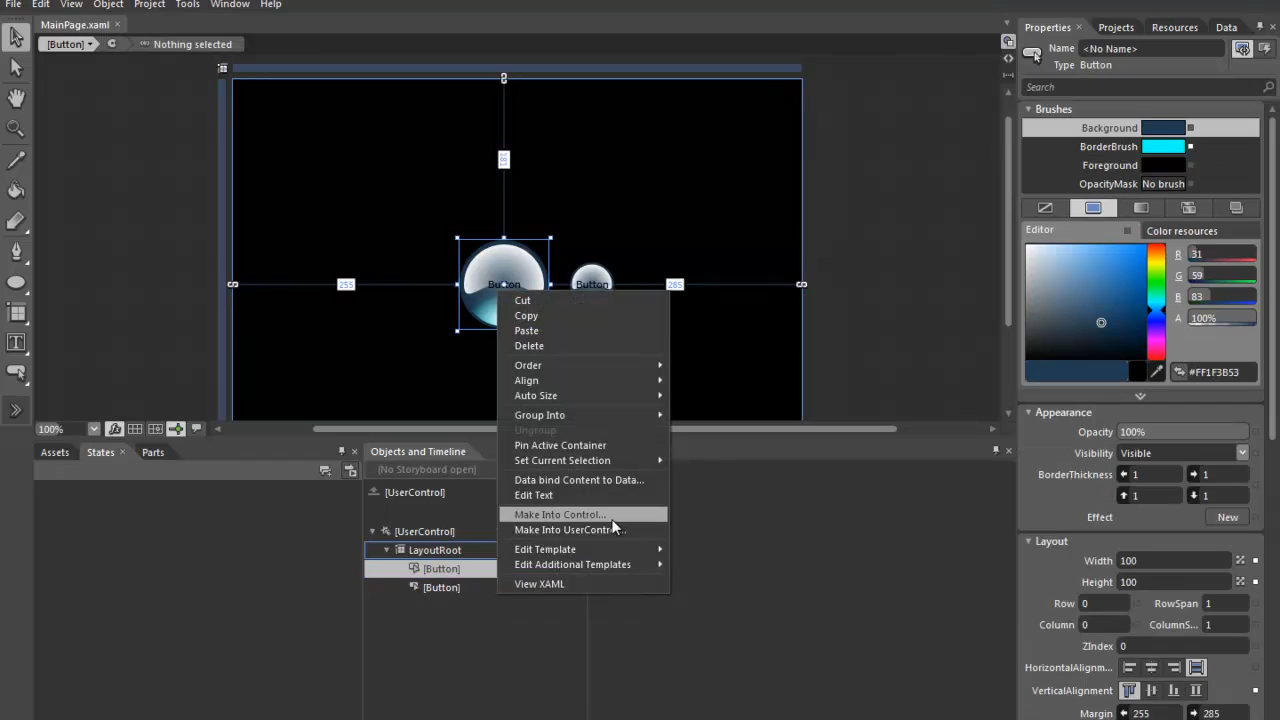 File Edit View Object Project Tools Window Help
MainPage.xaml ×
[Button] Nothing selected
181
255
285
Button
Button
Cut
Copy
Paste
Delete
Order
Align
Auto Size
Group Into
Ungroup
Pin Active Container
Set Current Selection
Data bind Content to Data...
Edit Text
Make Into Control...
Make Into UserContr...
Edit Template
Edit Additional Templates
View XAML
100%
Assets States × Parts
Objects and Timeline
(No Storyboard open)
[UserControl]
[UserControl]
LayoutRoot
[Button]
[Button]
Properties × Projects Resources Data
Name <No Name>
Type Button
Search
Brushes
Background
BorderBrush
Foreground
OpacityMask No brush
Editor Color resources
R 31
G 59
B 83
A 100%
#FF1F3B53
Appearance
Opacity 100%
Visibility Visible
BorderThickness 1 1
1 1
Effect New
Layout
Width 100
Height 100
Row 0 RowSpan 1
Column 0 ColumnS... 1
ZIndex 0
HorizontalAlignm...
VerticalAlignment
Margin 255 285